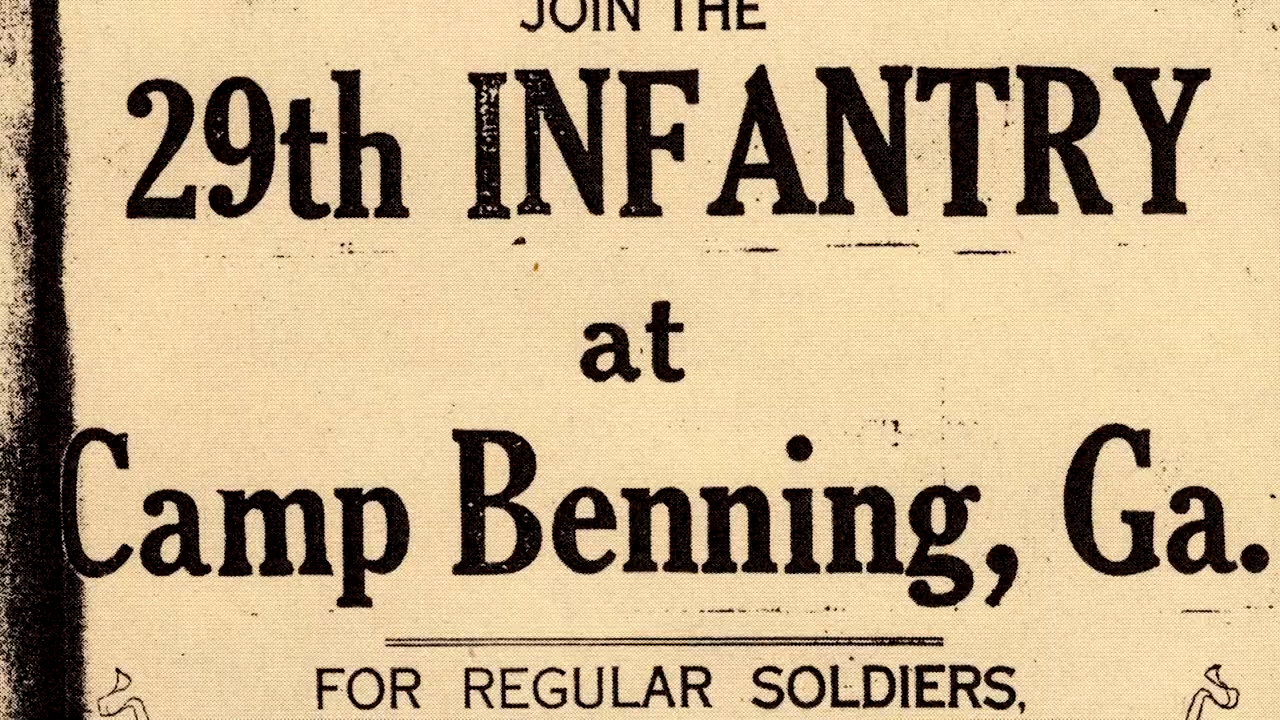 JOIN THE
29th INFANTRY
at
Camp Benning, Ga.
FOR REGULAR SOLDIERS,